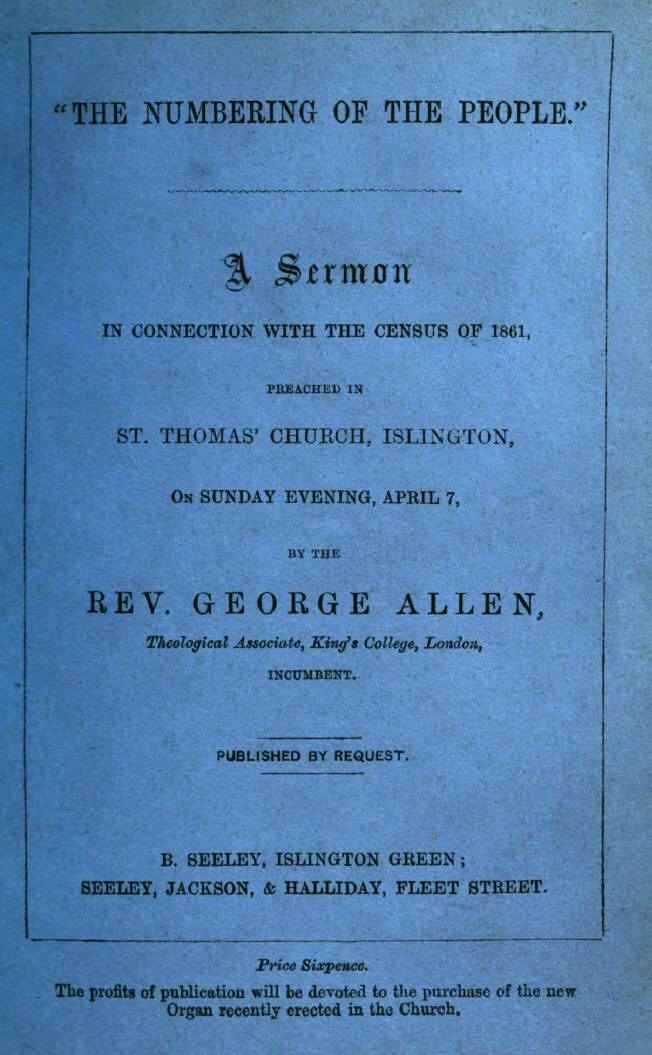 "THE NUMBERING OF THE PEOPLE."
A Sermon
IN CONNECTION WITH THE CENSUS OF 1861,
PREACHED IN
ST. THOMAS' CHURCH, ISLINGTON,
ON SUNDAY EVENING, APRIL 7,
BY THE
REV. GEORGE ALLEN,
Theological Associate, King's College, London,
INCUMBENT.
PUBLISHED BY REQUEST.
B. SEELEY, ISLINGTON GREEN;
SEELEY, JACKSON, & HALLIDAY, FLEET STREET.
Price Sixpence.
The profits of publication will be devoted to the purchase of the new
Organ recently erected in the Church.